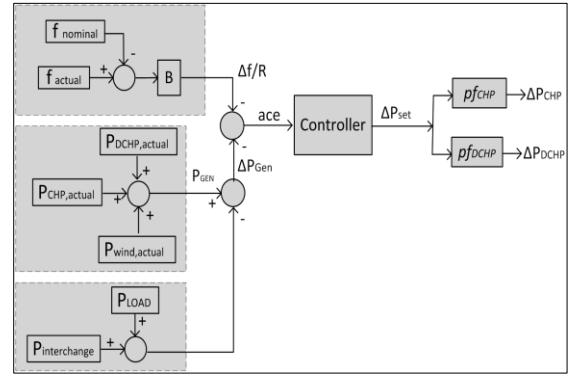 f nominal
-
f actual
+
B
Δf/R
-
PDCHP,actual
+
PCHP,actual
+
+
Pwind,actual
PGEN
+
ΔPGen
-
-
ace
Controller
ΔPset
pfCHP
ΔPCHP
pfDCHP
ΔPDCHP
PLOAD
+
Pinterchange
+